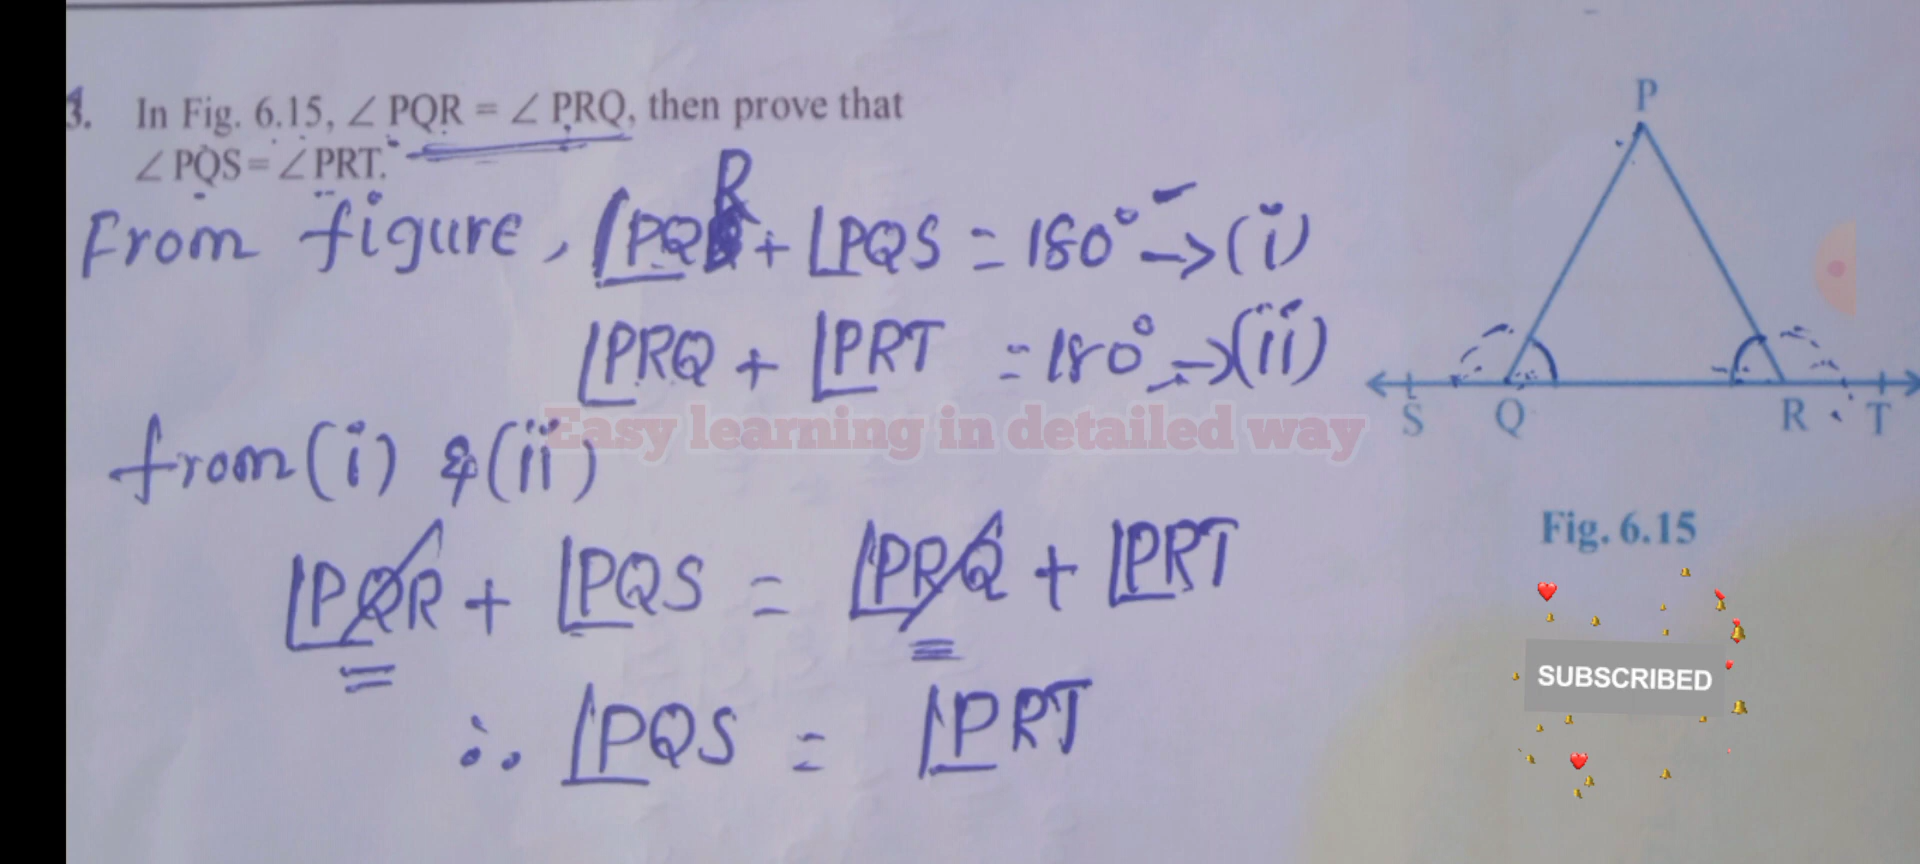 3. In Fig. 6.15, ∠ PQR = ∠ PRQ, then prove that
∠ PQS = ∠ PRT.
From figure, ∠PQR + ∠PQS = 180° → (i)
∠PRQ + ∠PRT = 180° → (ii)
from (i) & (ii)
∠PQR + ∠PQS = ∠PRQ + ∠PRT
∴ ∠PQS = ∠PRT
Easy learning in detailed way
P
S Q R T
Fig. 6.15
SUBSCRIBED